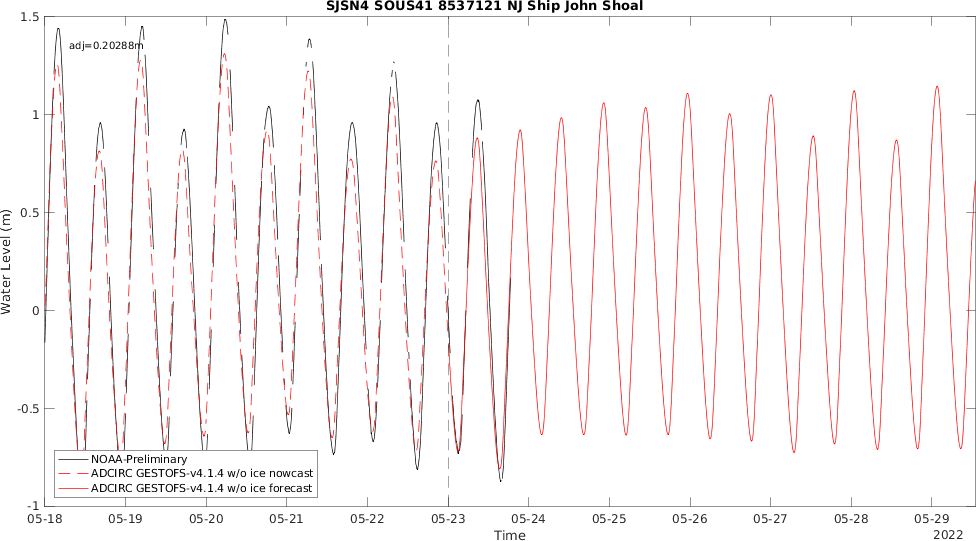 SJSN4 SOUS41 8537121 NJ Ship John Shoal
1.5
adj=0.20288m
1
0.5
Water Level (m)
0
-0.5
NOAA-Preliminary
ADCIRC GESTOFS-v4.1.4 w/o ice nowcast
ADCIRC GESTOFS-v4.1.4 w/o ice forecast
-1
05-18 05-19 05-20 05-21 05-22 05-23 05-24 05-25 05-26 05-27 05-28 05-29
Time
2022